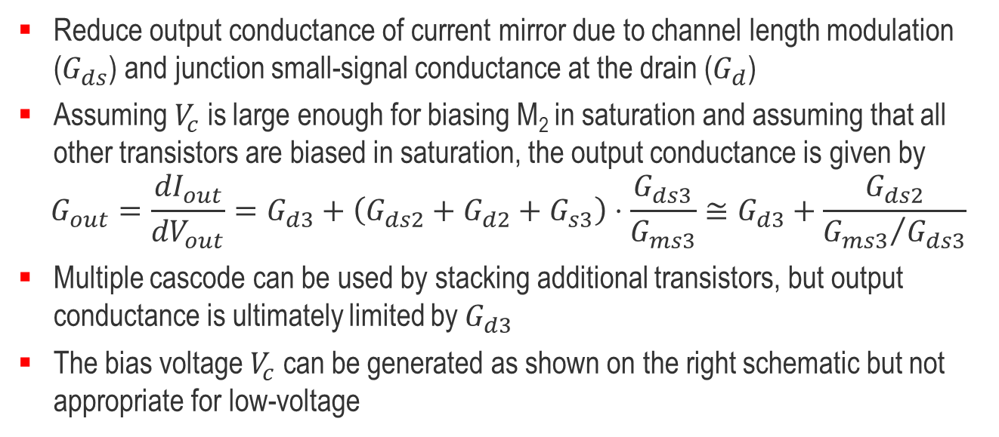 ▪ Reduce output conductance of current mirror due to channel length modulation
(G_{ds}) and junction small-signal conductance at the drain (G_d)
▪ Assuming V_c is large enough for biasing M_2 in saturation and assuming that all
other transistors are biased in saturation, the output conductance is given by
G_{out} = \frac{dI_{out}}{dV_{out}} = G_{d3} + (G_{ds2} + G_{d2} + G_{s3}) · \frac{G_{ds3}}{G_{ms3}} ≅ G_{d3} + \frac{G_{ds2}}{G_{ms3}/G_{ds3}}
▪ Multiple cascode can be used by stacking additional transistors, but output
conductance is ultimately limited by G_{d3}
▪ The bias voltage V_c can be generated as shown on the right schematic but not
appropriate for low-voltage